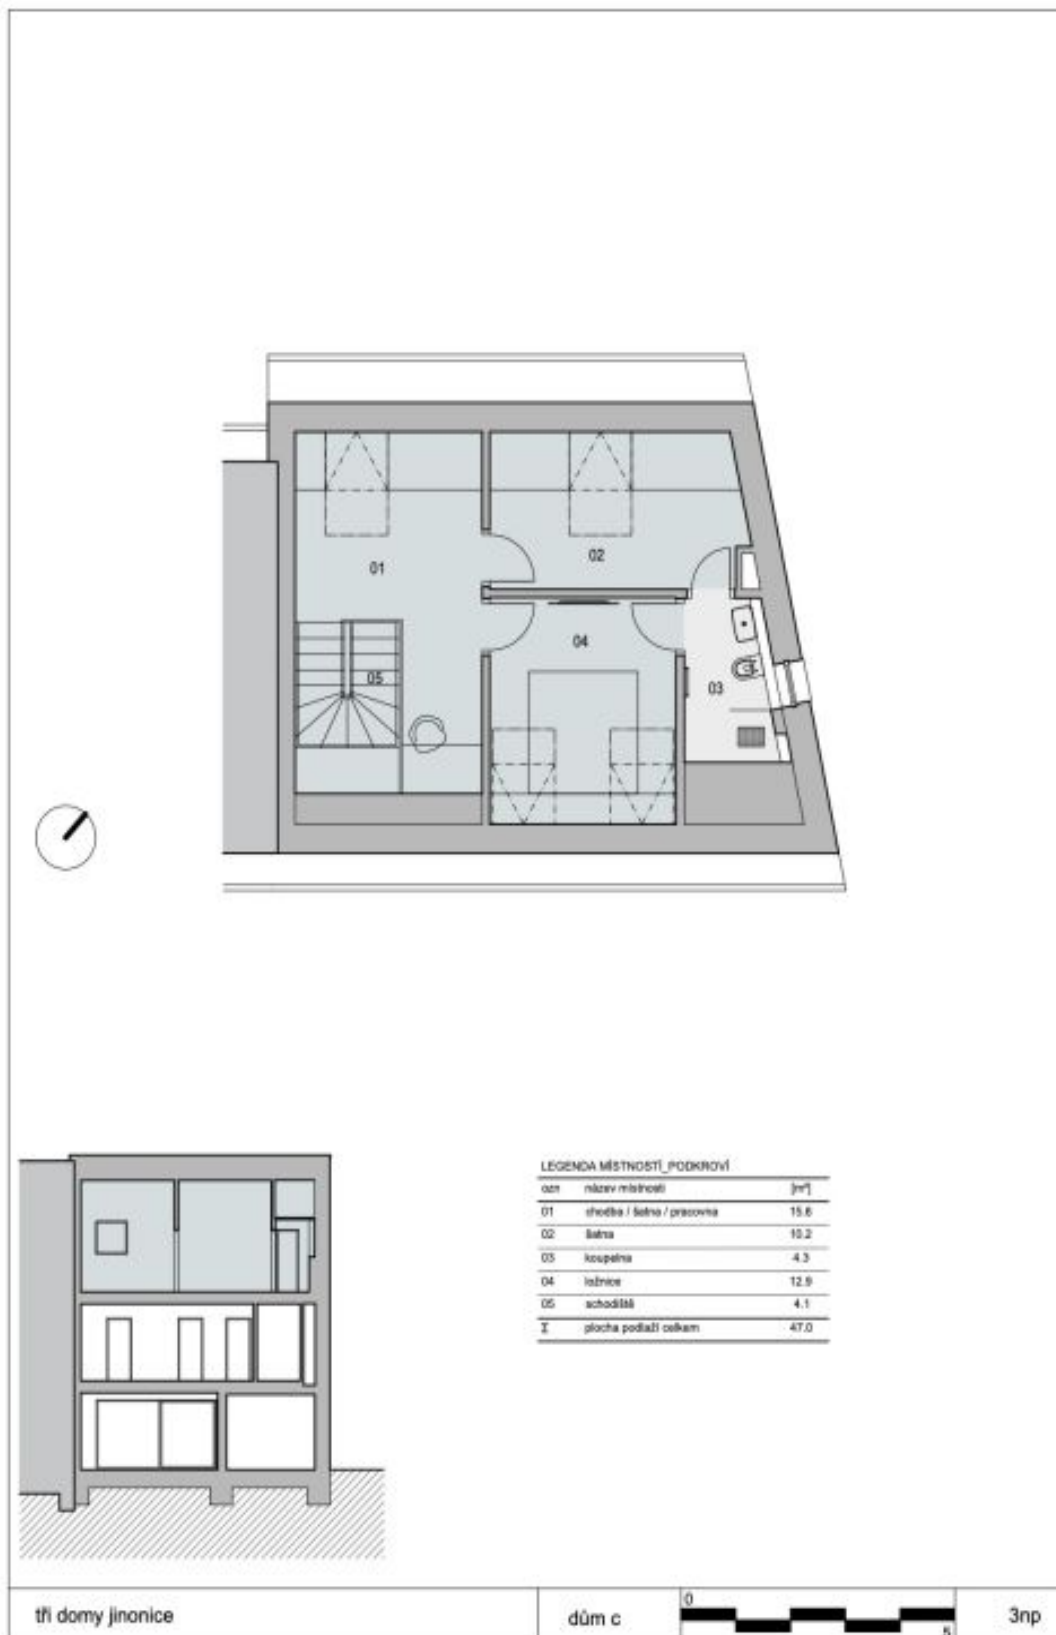 01
02
04
05
03
LEGENDA MÍSTNOSTÍ_PODKROVÍ
ozn název místnosti [m²]
01 chodba / šatna / pracovna 15.6
02 šatna 10.2
03 koupelna 4.3
04 ložnice 12.9
05 schodiště 4.1
Σ plocha podlaží celkem 47.0
tři domy jinonice
dům c
0
5
3np